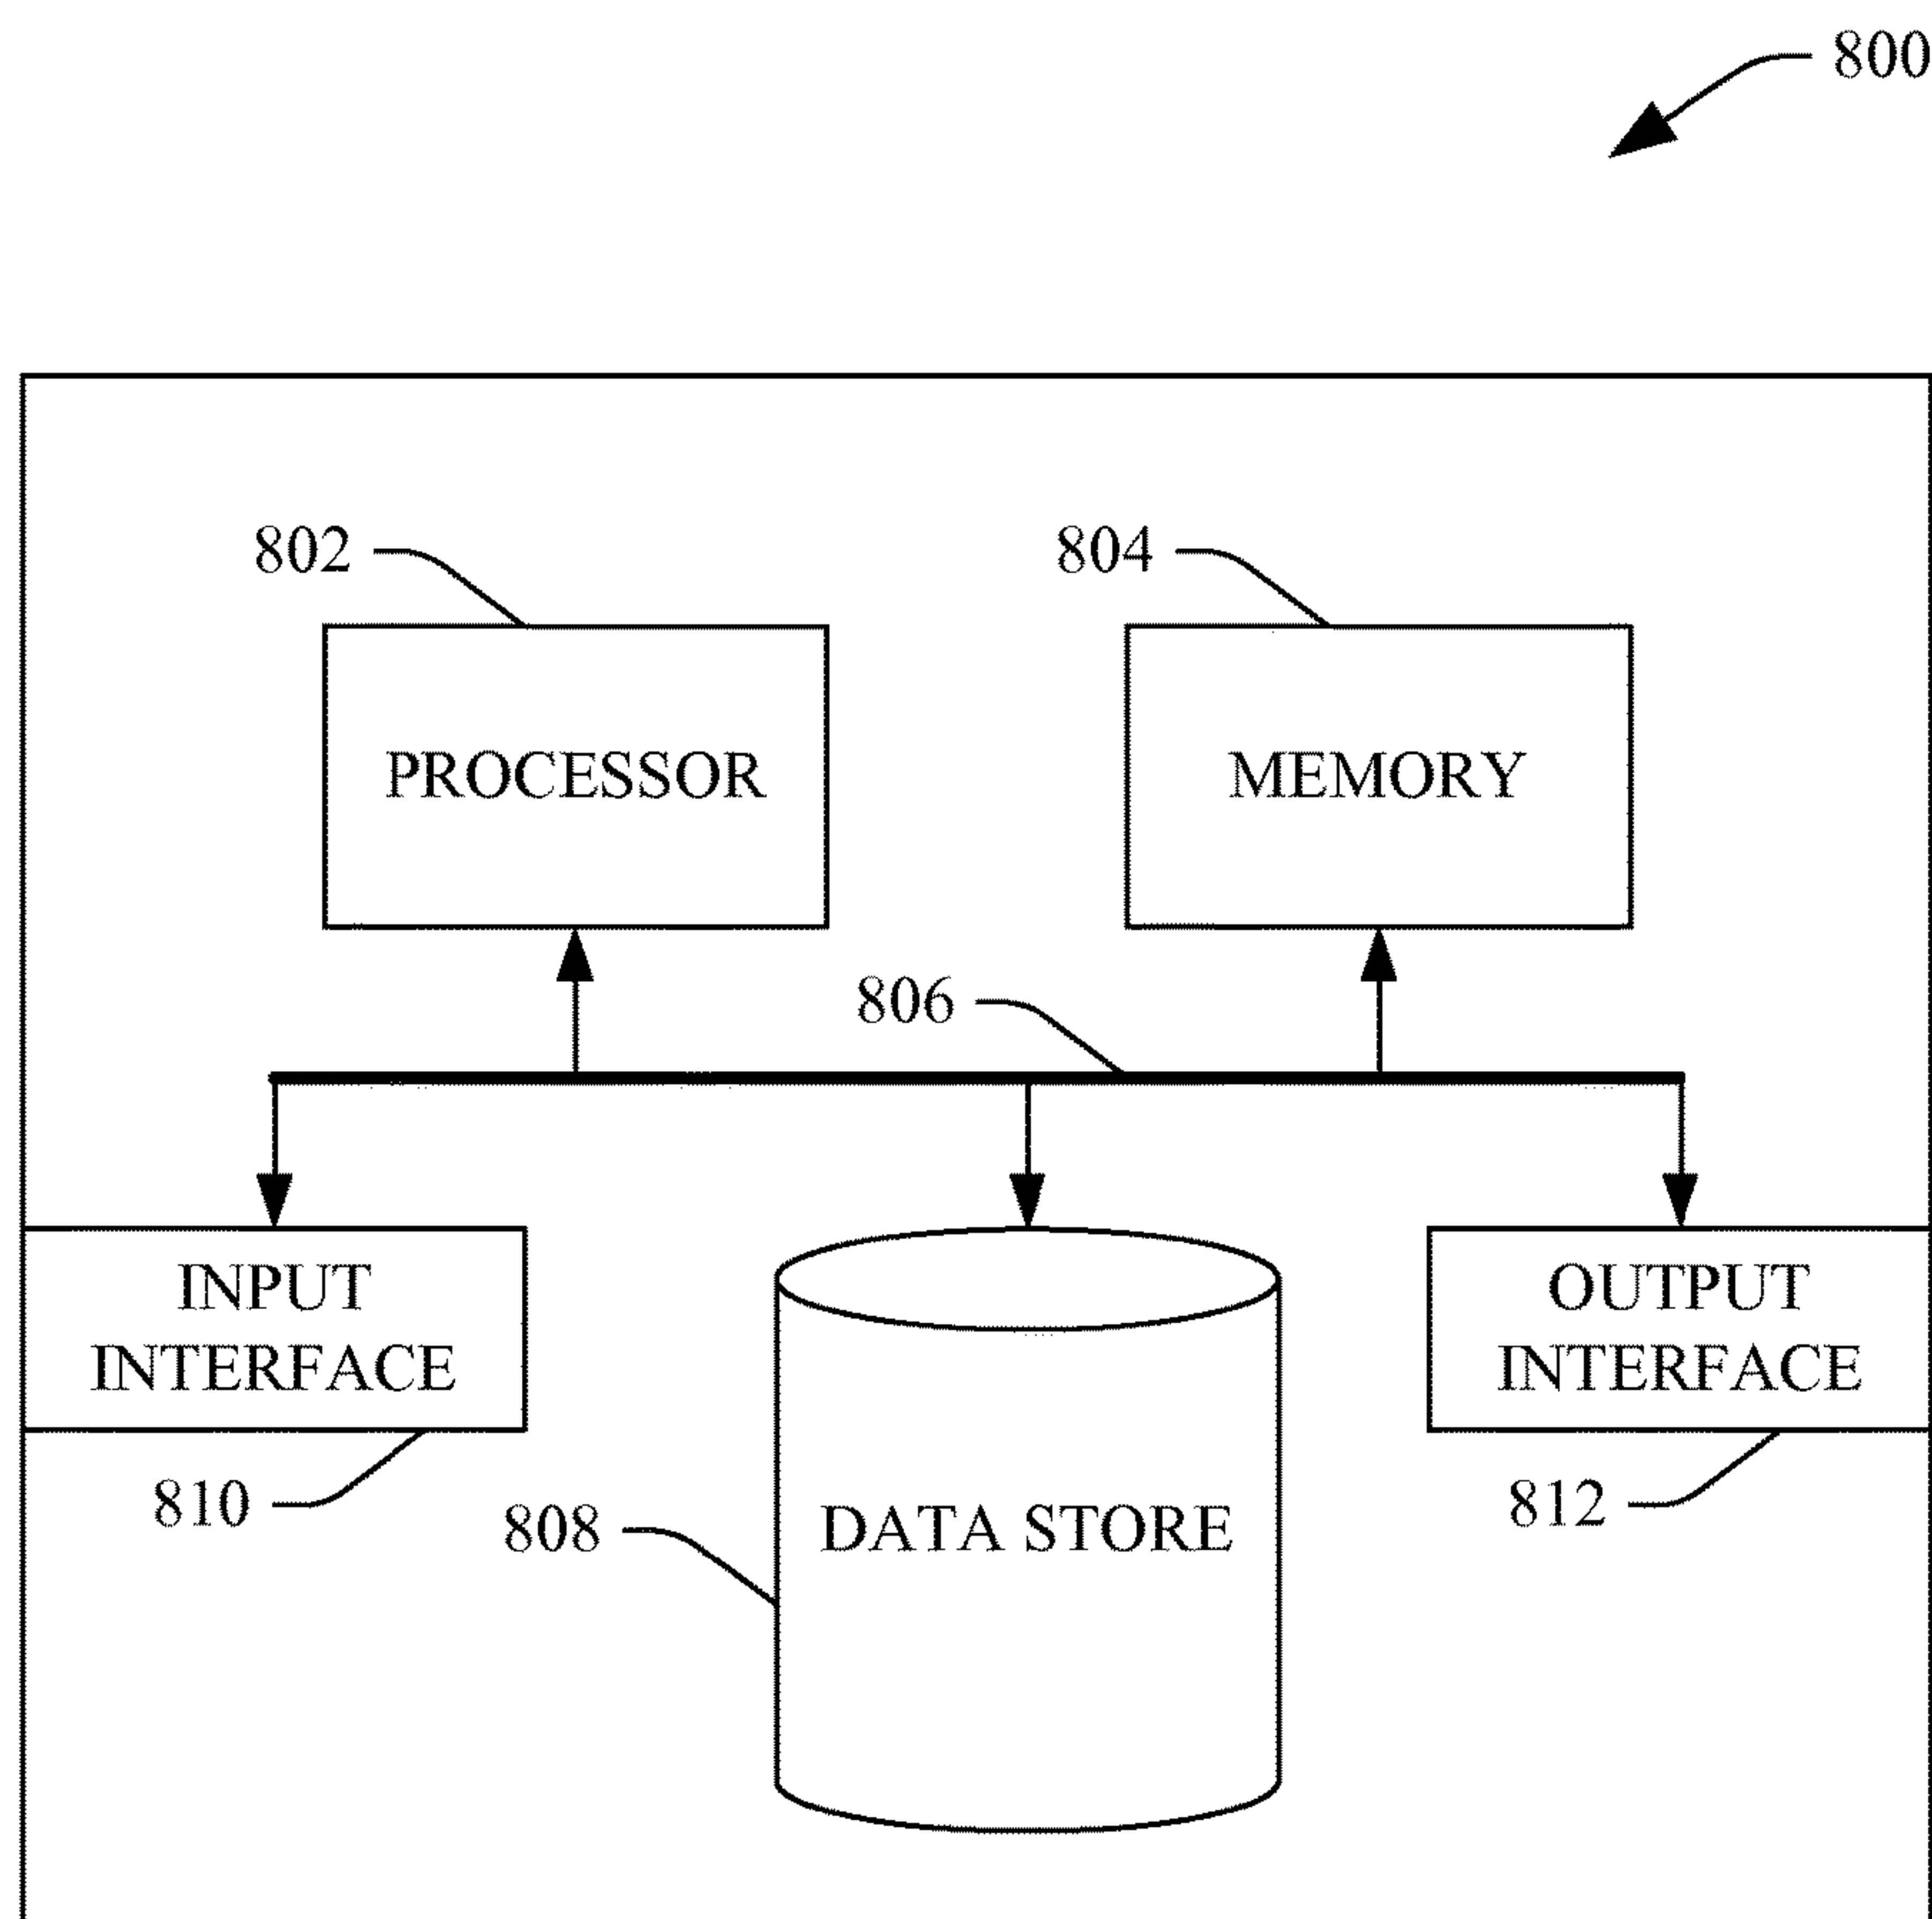 800
802
804
PROCESSOR
MEMORY
806
INPUT
INTERFACE
OUTPUT
INTERFACE
810
808
DATA STORE
812